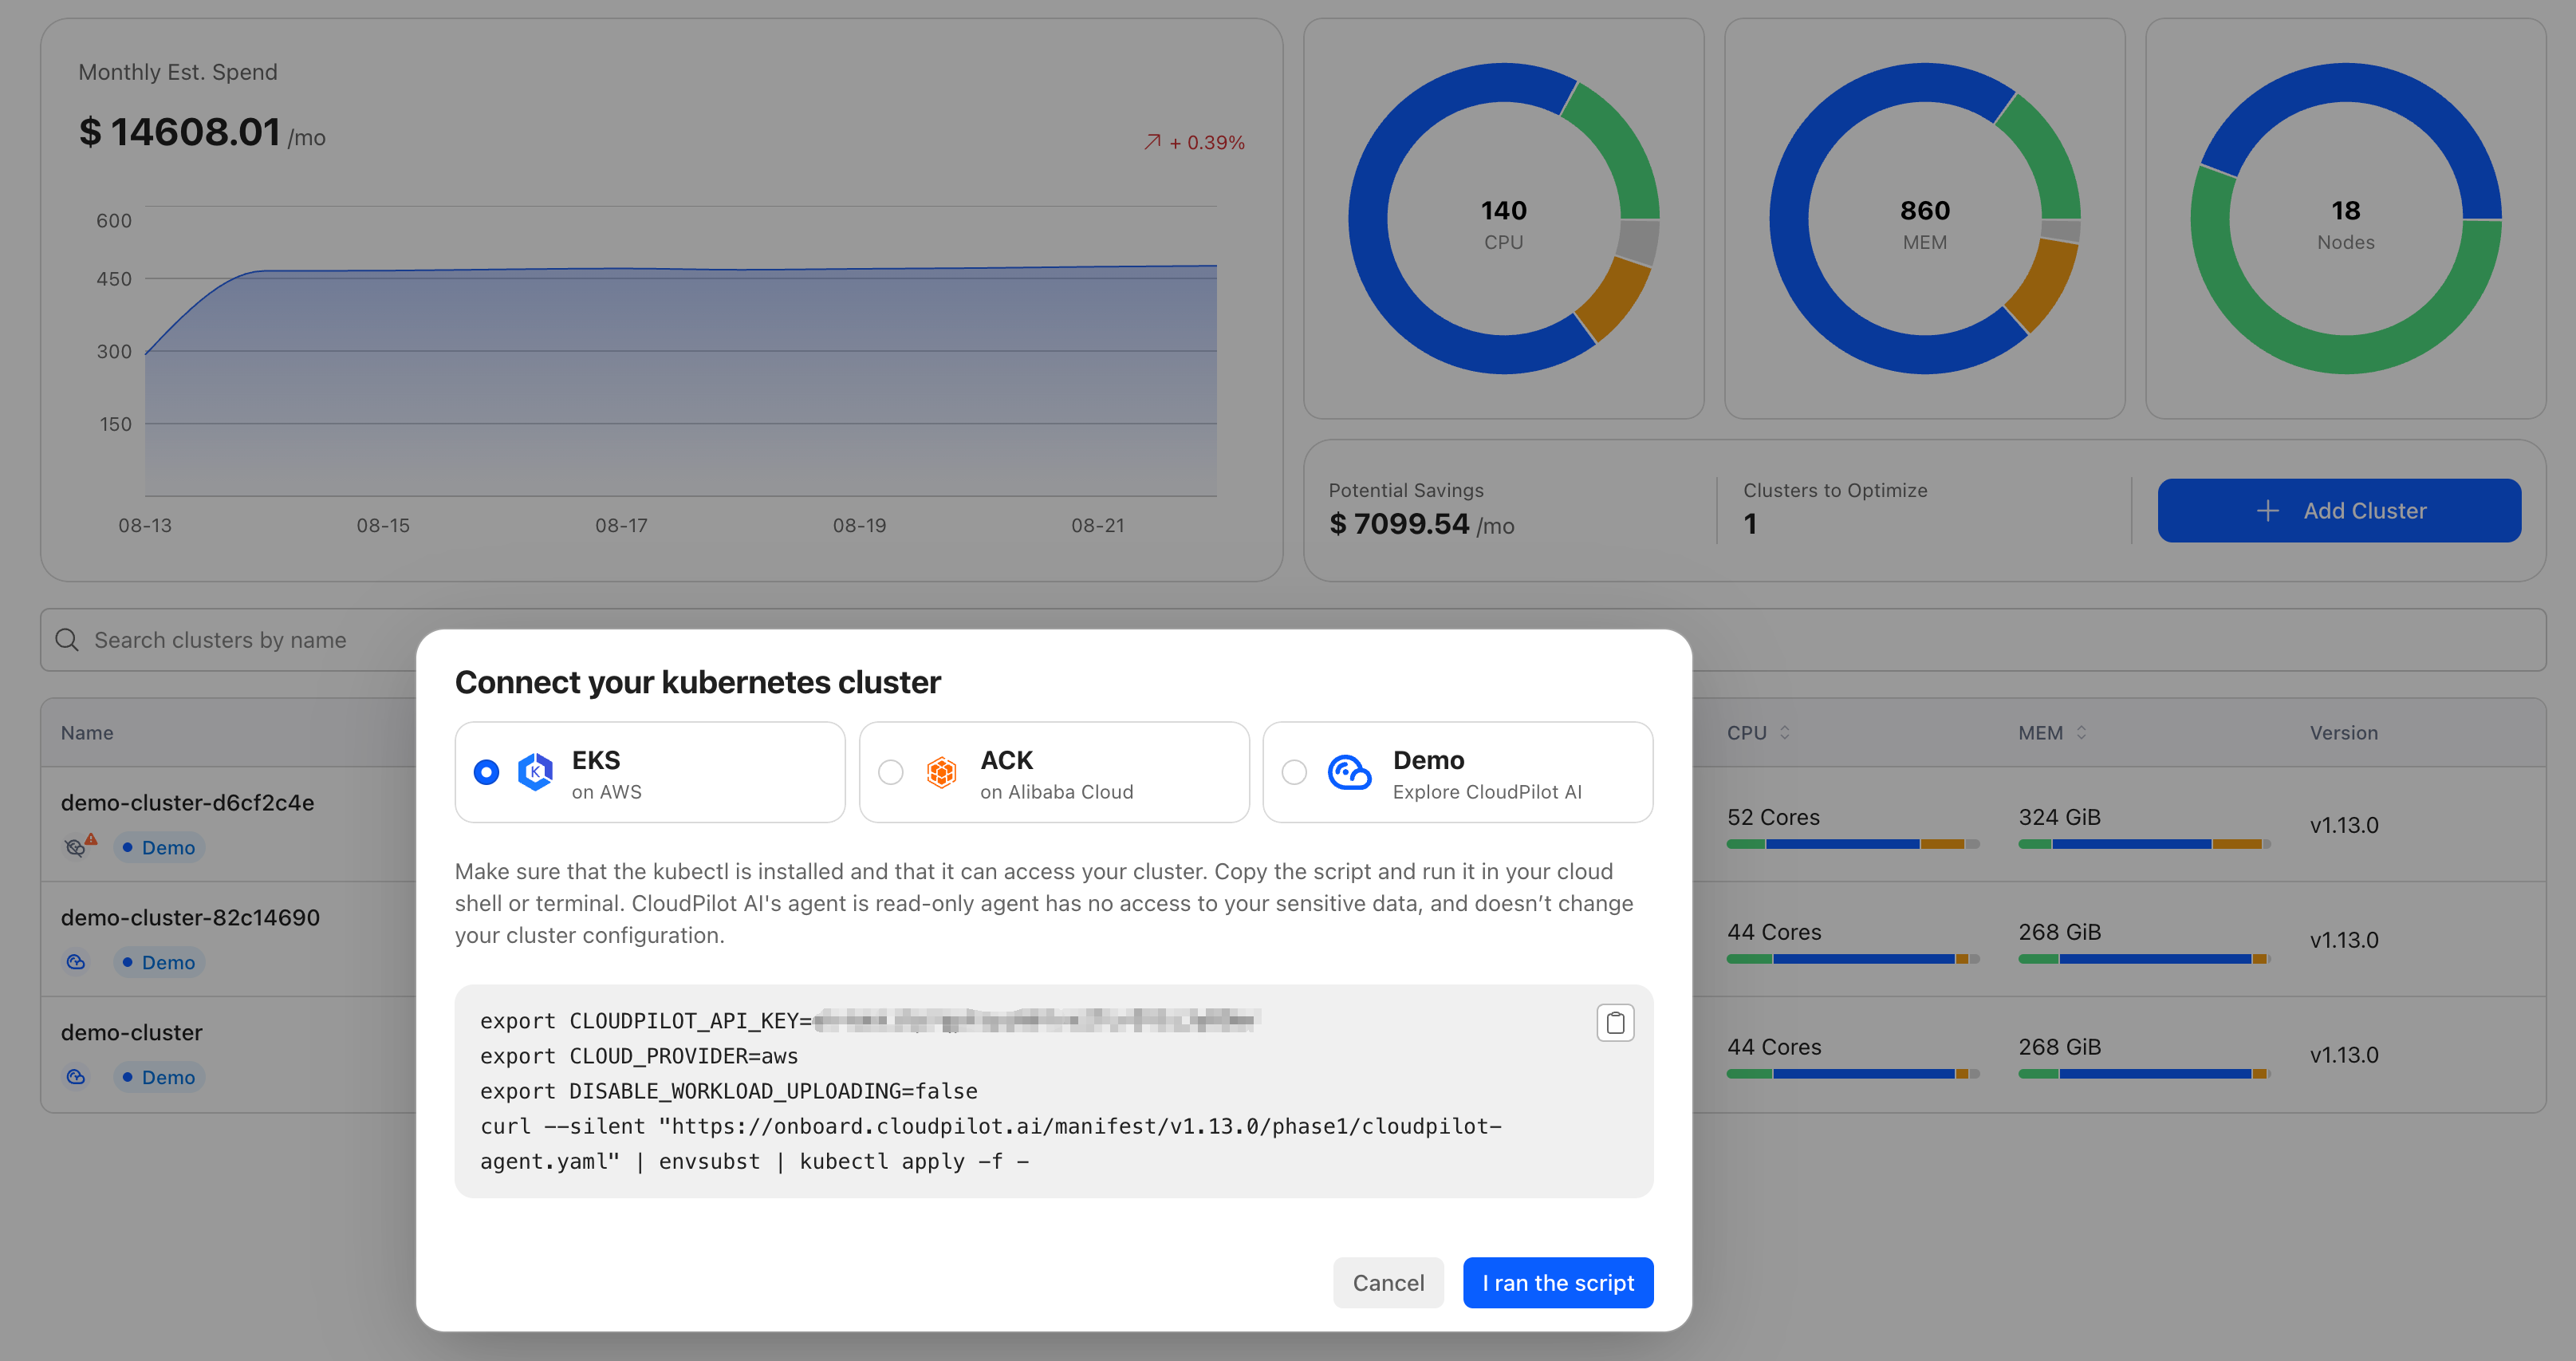 Monthly Est. Spend
$ 14608.01 /mo
+ 0.39%
600
450
300
150
08-13 08-15 08-17 08-19 08-21
140
CPU
860
MEM
18
Nodes
Potential Savings
$ 7099.54 /mo
Clusters to Optimize
1
Add Cluster
Search clusters by name
Name CPU MEM Version
demo-cluster-d6cf2c4e
Demo
52 Cores 324 GiB v1.13.0
demo-cluster-82c14690
Demo
44 Cores 268 GiB v1.13.0
demo-cluster
Demo
44 Cores 268 GiB v1.13.0
Connect your kubernetes cluster
EKS
on AWS
ACK
on Alibaba Cloud
Demo
Explore CloudPilot AI
Make sure that the kubectl is installed and that it can access your cluster. Copy the script and run it in your cloud
shell or terminal. CloudPilot AI's agent is read-only agent has no access to your sensitive data, and doesn’t change
your cluster configuration.
export CLOUDPILOT_API_KEY=
export CLOUD_PROVIDER=aws
export DISABLE_WORKLOAD_UPLOADING=false
curl --silent "https://onboard.cloudpilot.ai/manifest/v1.13.0/phase1/cloudpilot-
agent.yaml" | envsubst | kubectl apply -f -
Cancel
I ran the script